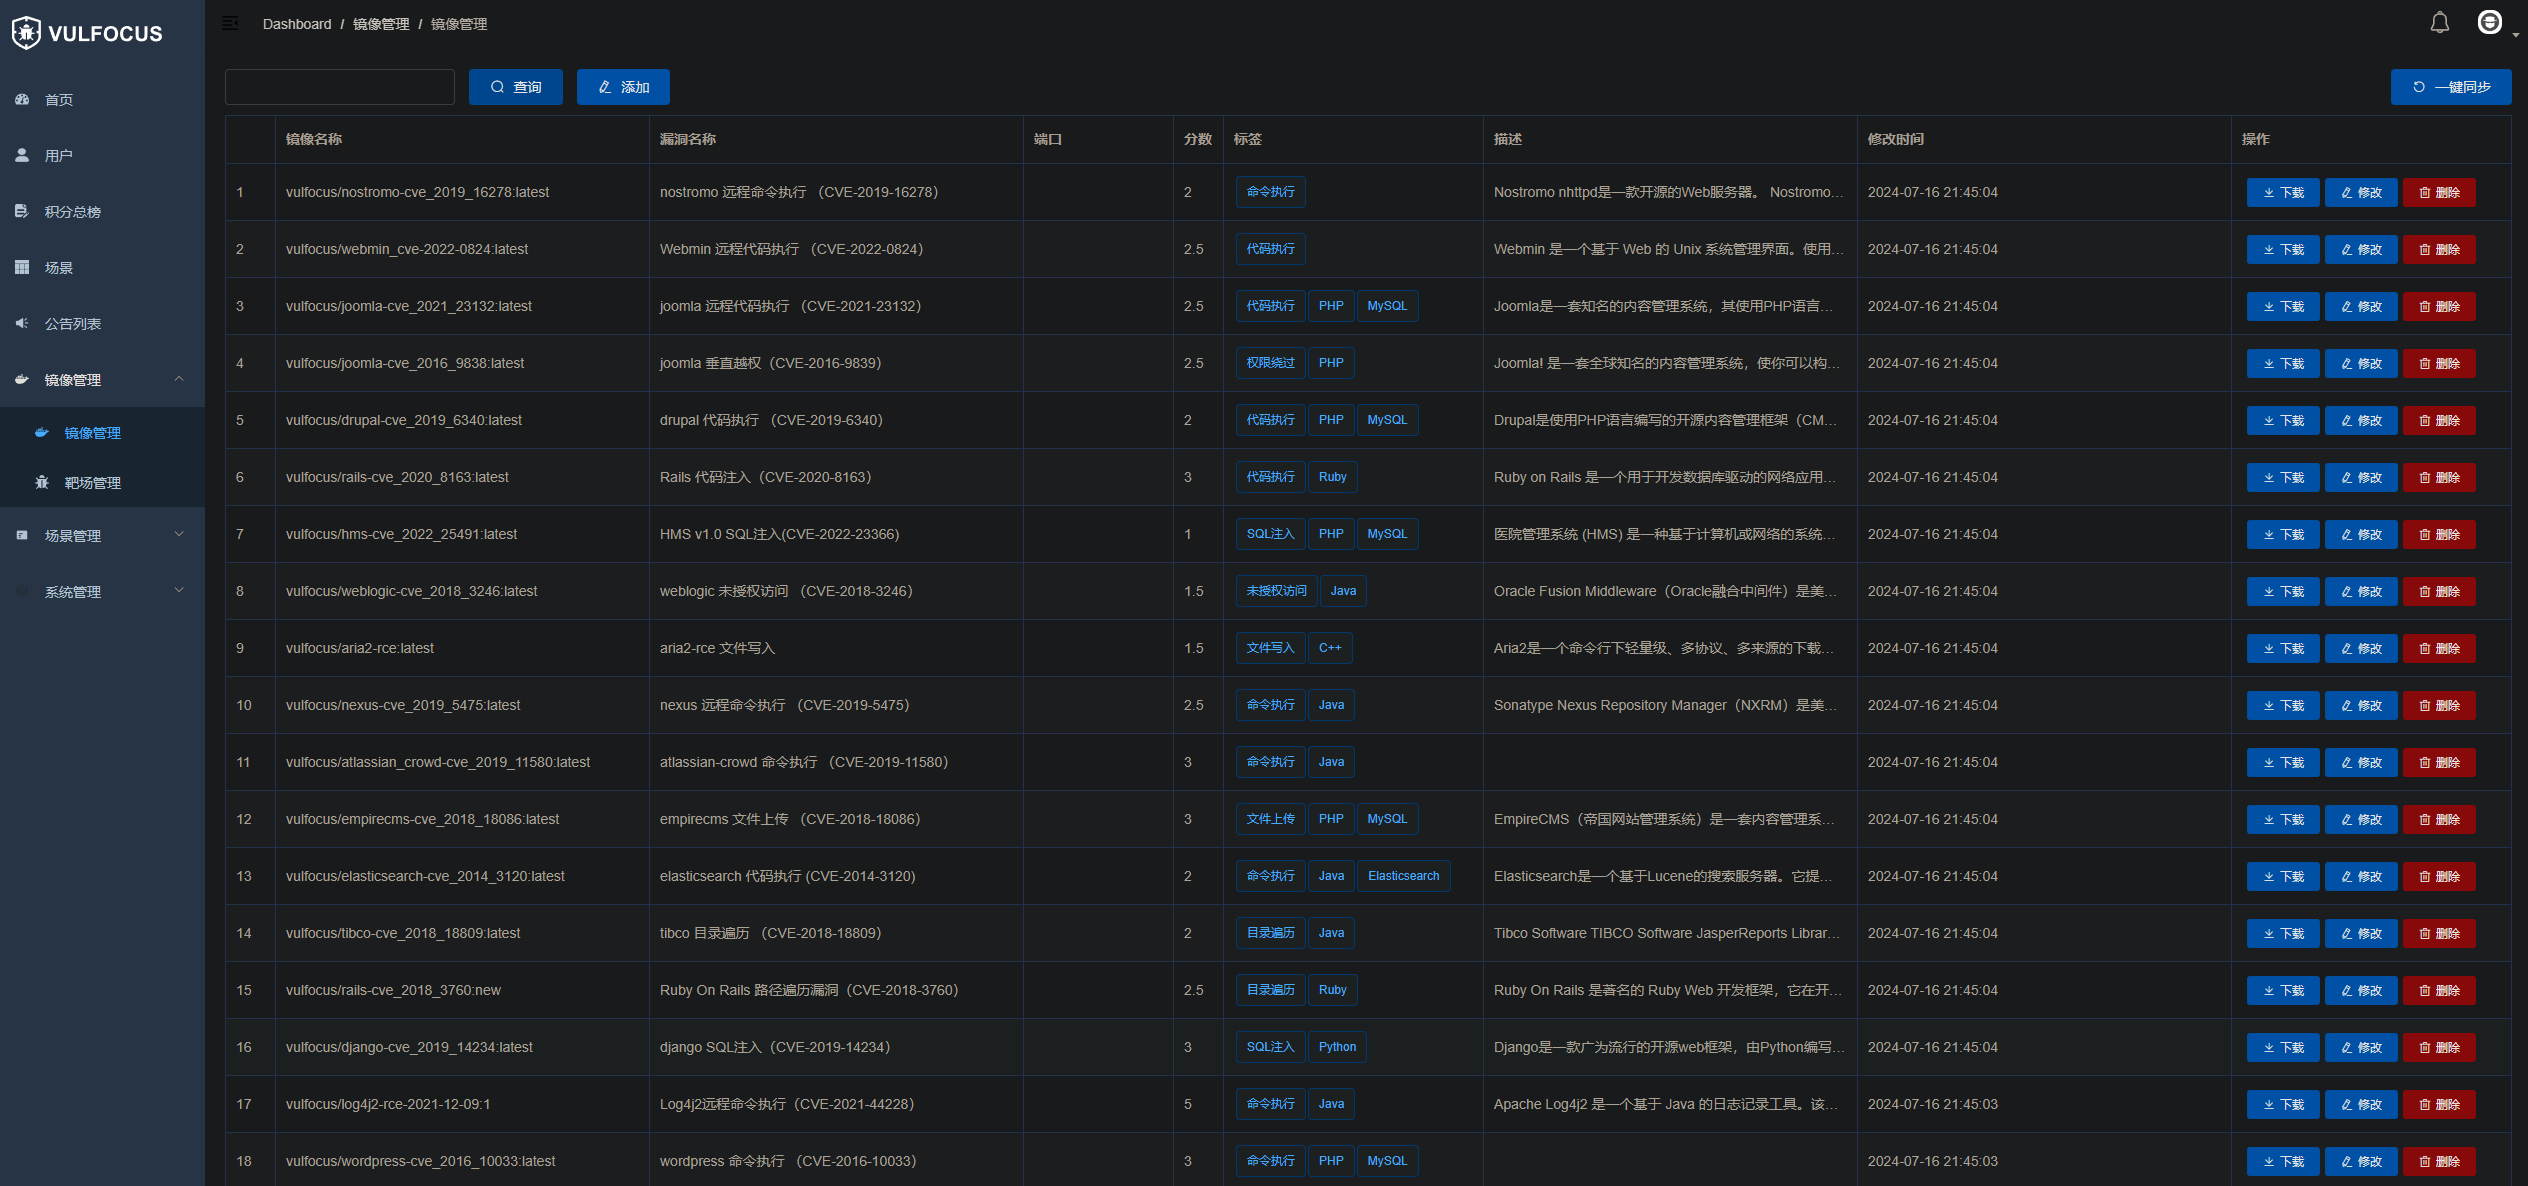 VULFOCUS
首页
用户
积分总榜
场景
公告列表
镜像管理
镜像管理
靶场管理
场景管理
系统管理
Dashboard / 镜像管理 / 镜像管理
查询 添加 一键同步
镜像名称 漏洞名称 端口 分数 标签 描述 修改时间 操作
1 vulfocus/nostromo-cve_2019_16278:latest nostromo 远程命令执行 （CVE-2019-16278） 2 命令执行 Nostromo nhttpd是一款开源的Web服务器。 Nostromo… 2024-07-16 21:45:04 下载 修改 删除
2 vulfocus/webmin_cve-2022-0824:latest Webmin 远程代码执行 （CVE-2022-0824） 2.5 代码执行 Webmin 是一个基于 Web 的 Unix 系统管理界面。使用… 2024-07-16 21:45:04 下载 修改 删除
3 vulfocus/joomla-cve_2021_23132:latest joomla 远程代码执行 （CVE-2021-23132） 2.5 代码执行 PHP MySQL Joomla是一套知名的内容管理系统，其使用PHP语言… 2024-07-16 21:45:04 下载 修改 删除
4 vulfocus/joomla-cve_2016_9838:latest joomla 垂直越权（CVE-2016-9839） 2.5 权限绕过 PHP Joomla! 是一套全球知名的内容管理系统，使你可以构… 2024-07-16 21:45:04 下载 修改 删除
5 vulfocus/drupal-cve_2019_6340:latest drupal 代码执行 （CVE-2019-6340） 2 代码执行 PHP MySQL Drupal是使用PHP语言编写的开源内容管理框架（CM… 2024-07-16 21:45:04 下载 修改 删除
6 vulfocus/rails-cve_2020_8163:latest Rails 代码注入（CVE-2020-8163） 3 代码执行 Ruby Ruby on Rails 是一个用于开发数据库驱动的网络应用… 2024-07-16 21:45:04 下载 修改 删除
7 vulfocus/hms-cve_2022_25491:latest HMS v1.0 SQL注入(CVE-2022-23366) 1 SQL注入 PHP MySQL 医院管理系统 (HMS) 是一种基于计算机或网络的系统… 2024-07-16 21:45:04 下载 修改 删除
8 vulfocus/weblogic-cve_2018_3246:latest weblogic 未授权访问 （CVE-2018-3246） 1.5 未授权访问 Java Oracle Fusion Middleware（Oracle融合中间件）是美… 2024-07-16 21:45:04 下载 修改 删除
9 vulfocus/aria2-rce:latest aria2-rce 文件写入 1.5 文件写入 C++ Aria2是一个命令行下轻量级、多协议、多来源的下载… 2024-07-16 21:45:04 下载 修改 删除
10 vulfocus/nexus-cve_2019_5475:latest nexus 远程命令执行 （CVE-2019-5475） 2.5 命令执行 Java Sonatype Nexus Repository Manager（NXRM）是美… 2024-07-16 21:45:04 下载 修改 删除
11 vulfocus/atlassian_crowd-cve_2019_11580:latest atlassian-crowd 命令执行 （CVE-2019-11580） 3 命令执行 Java 2024-07-16 21:45:04 下载 修改 删除
12 vulfocus/empirecms-cve_2018_18086:latest empirecms 文件上传 （CVE-2018-18086） 3 文件上传 PHP MySQL EmpireCMS（帝国网站管理系统）是一套内容管理系… 2024-07-16 21:45:04 下载 修改 删除
13 vulfocus/elasticsearch-cve_2014_3120:latest elasticsearch 代码执行 (CVE-2014-3120) 2 命令执行 Java Elasticsearch Elasticsearch是一个基于Lucene的搜索服务器。它提… 2024-07-16 21:45:04 下载 修改 删除
14 vulfocus/tibco-cve_2018_18809:latest tibco 目录遍历 （CVE-2018-18809） 2 目录遍历 Java Tibco Software TIBCO Software JasperReports Librar… 2024-07-16 21:45:04 下载 修改 删除
15 vulfocus/rails-cve_2018_3760:new Ruby On Rails 路径遍历漏洞（CVE-2018-3760） 2.5 目录遍历 Ruby Ruby On Rails 是著名的 Ruby Web 开发框架，它在开… 2024-07-16 21:45:04 下载 修改 删除
16 vulfocus/django-cve_2019_14234:latest django SQL注入（CVE-2019-14234） 3 SQL注入 Python Django是一款广为流行的开源web框架，由Python编写… 2024-07-16 21:45:04 下载 修改 删除
17 vulfocus/log4j2-rce-2021-12-09:1 Log4j2远程命令执行（CVE-2021-44228） 5 命令执行 Java Apache Log4j2 是一个基于 Java 的日志记录工具。该… 2024-07-16 21:45:03 下载 修改 删除
18 vulfocus/wordpress-cve_2016_10033:latest wordpress 命令执行 （CVE-2016-10033） 3 命令执行 PHP MySQL 2024-07-16 21:45:03 下载 修改 删除